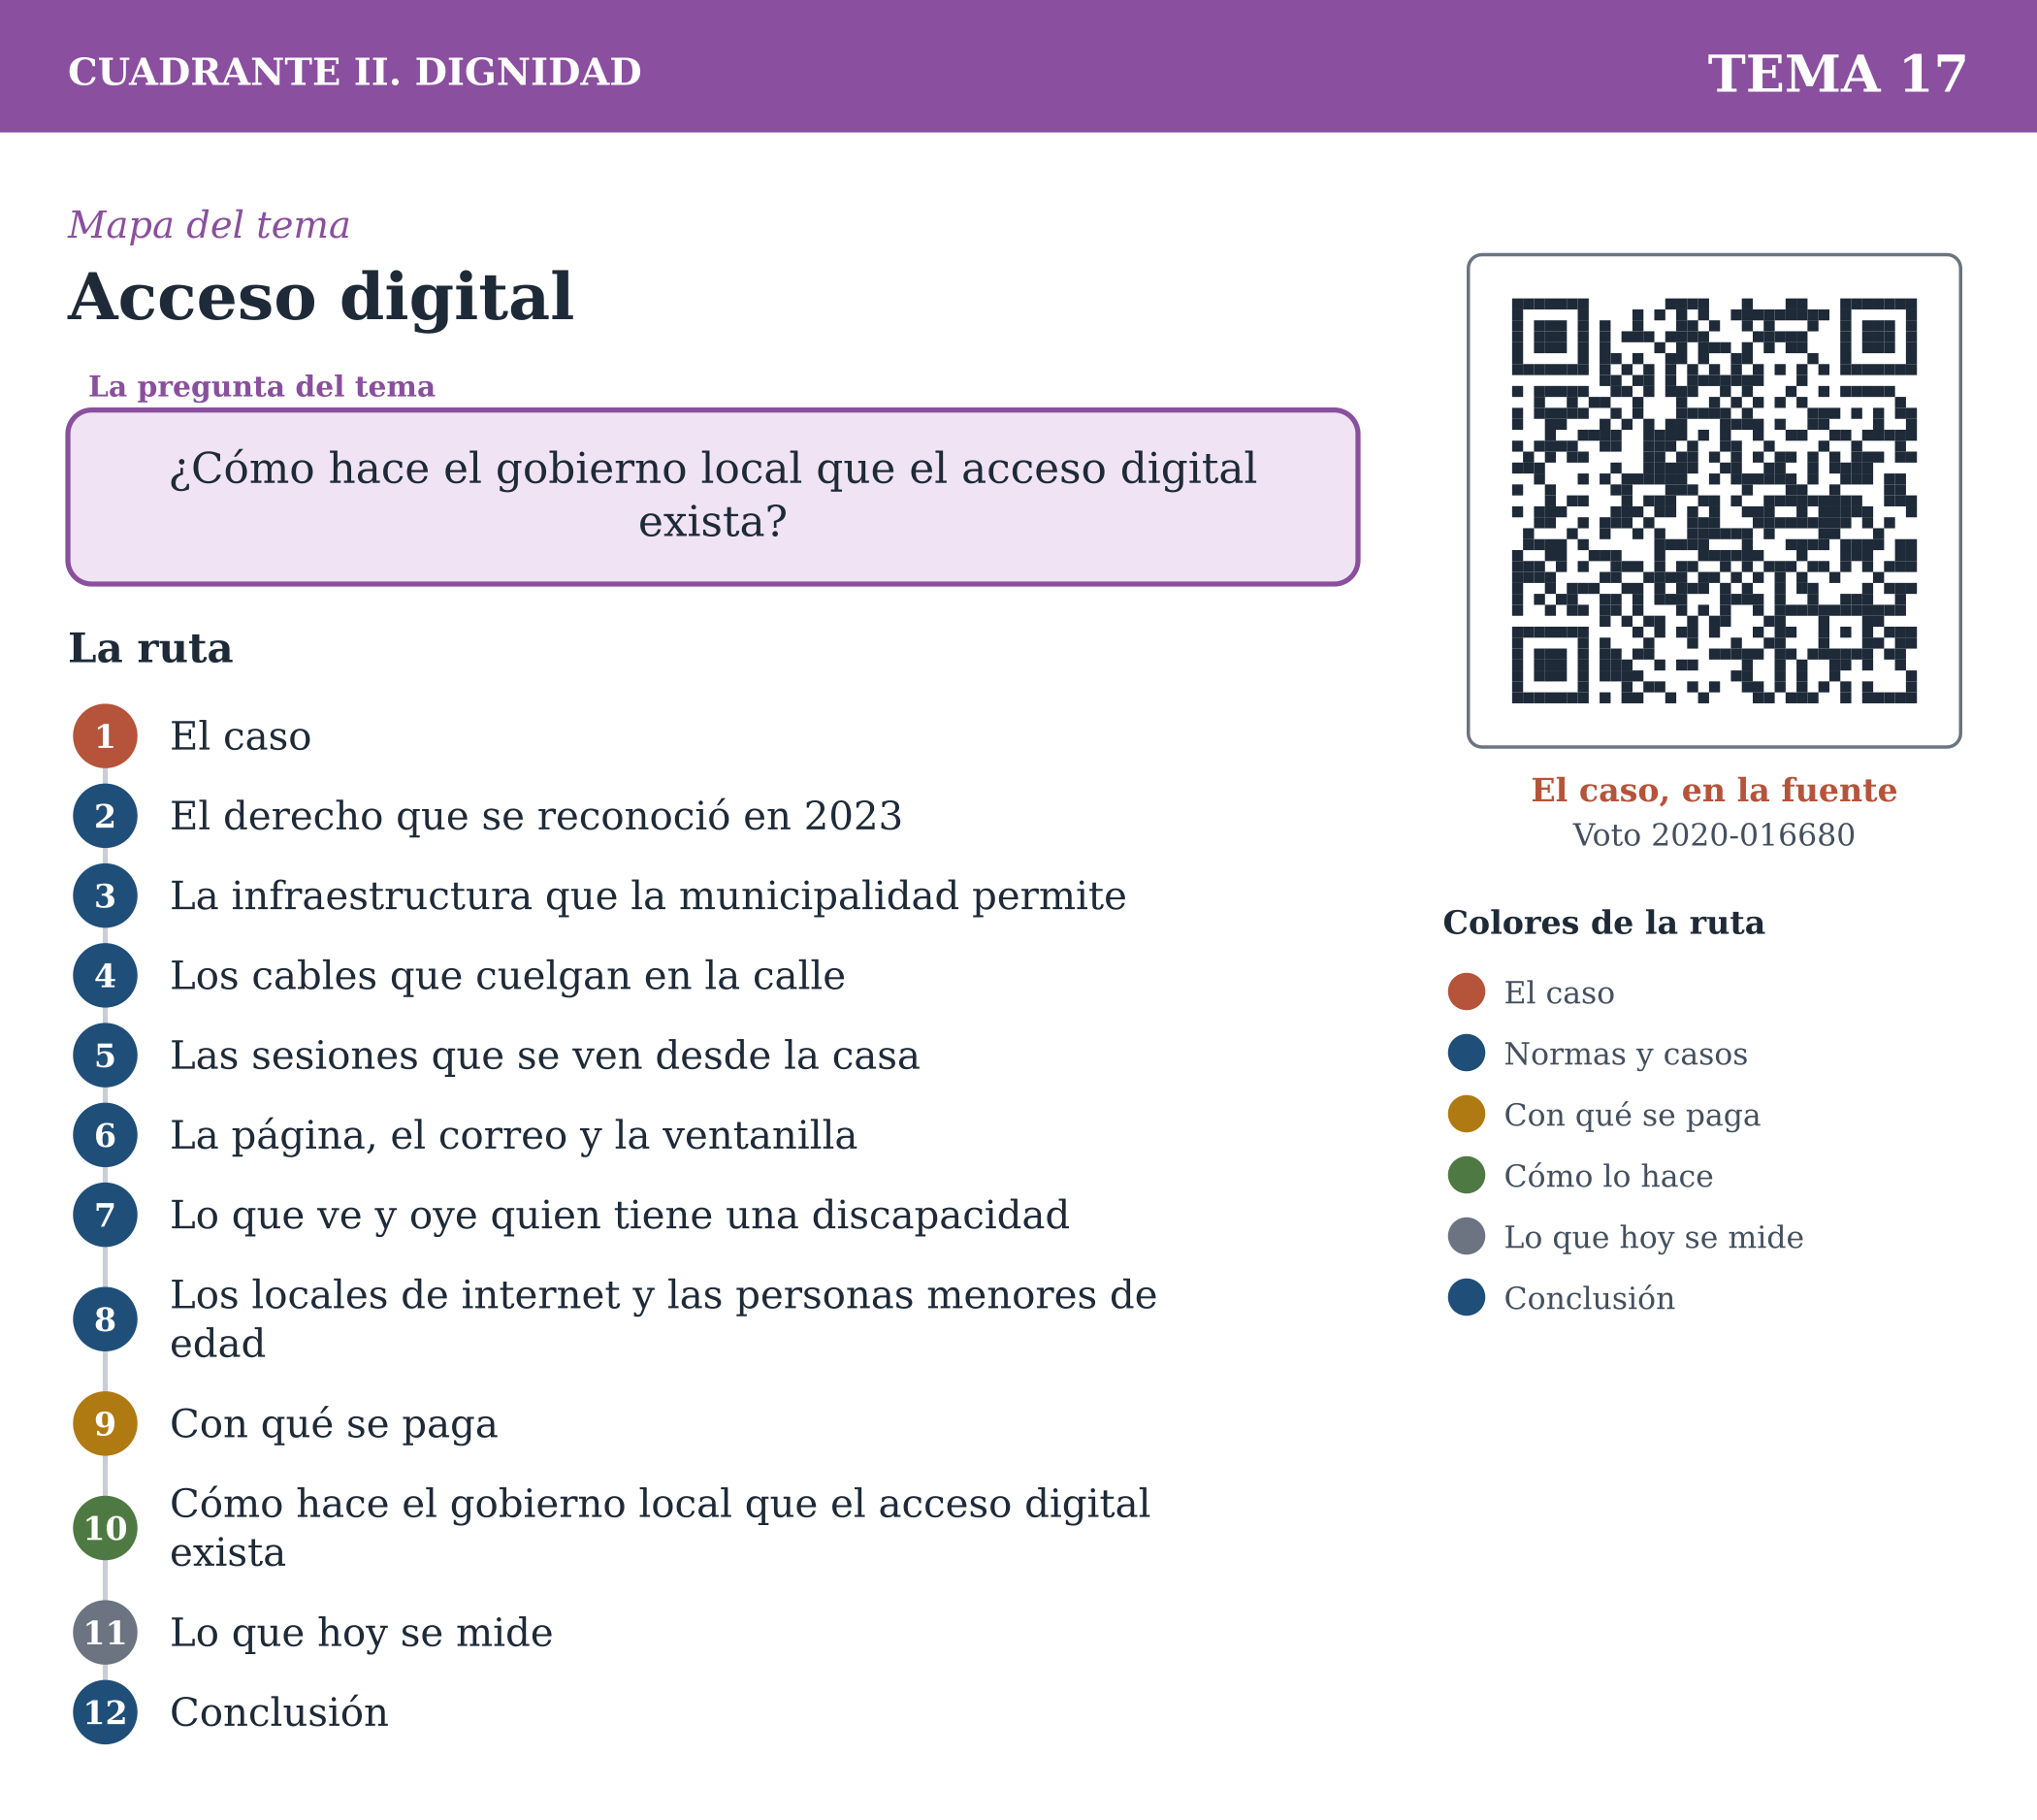 CUADRANTE II. DIGNIDAD
TEMA 17
Mapa del tema
Acceso digital
La pregunta del tema
¿Cómo hace el gobierno local que el acceso digital
exista?
La ruta
1 El caso
2 El derecho que se reconoció en 2023
3 La infraestructura que la municipalidad permite
4 Los cables que cuelgan en la calle
5 Las sesiones que se ven desde la casa
6 La página, el correo y la ventanilla
7 Lo que ve y oye quien tiene una discapacidad
8 Los locales de internet y las personas menores de
edad
9 Con qué se paga
10 Cómo hace el gobierno local que el acceso digital
exista
11 Lo que hoy se mide
12 Conclusión
El caso, en la fuente
Voto 2020-016680
Colores de la ruta
El caso
Normas y casos
Con qué se paga
Cómo lo hace
Lo que hoy se mide
Conclusión